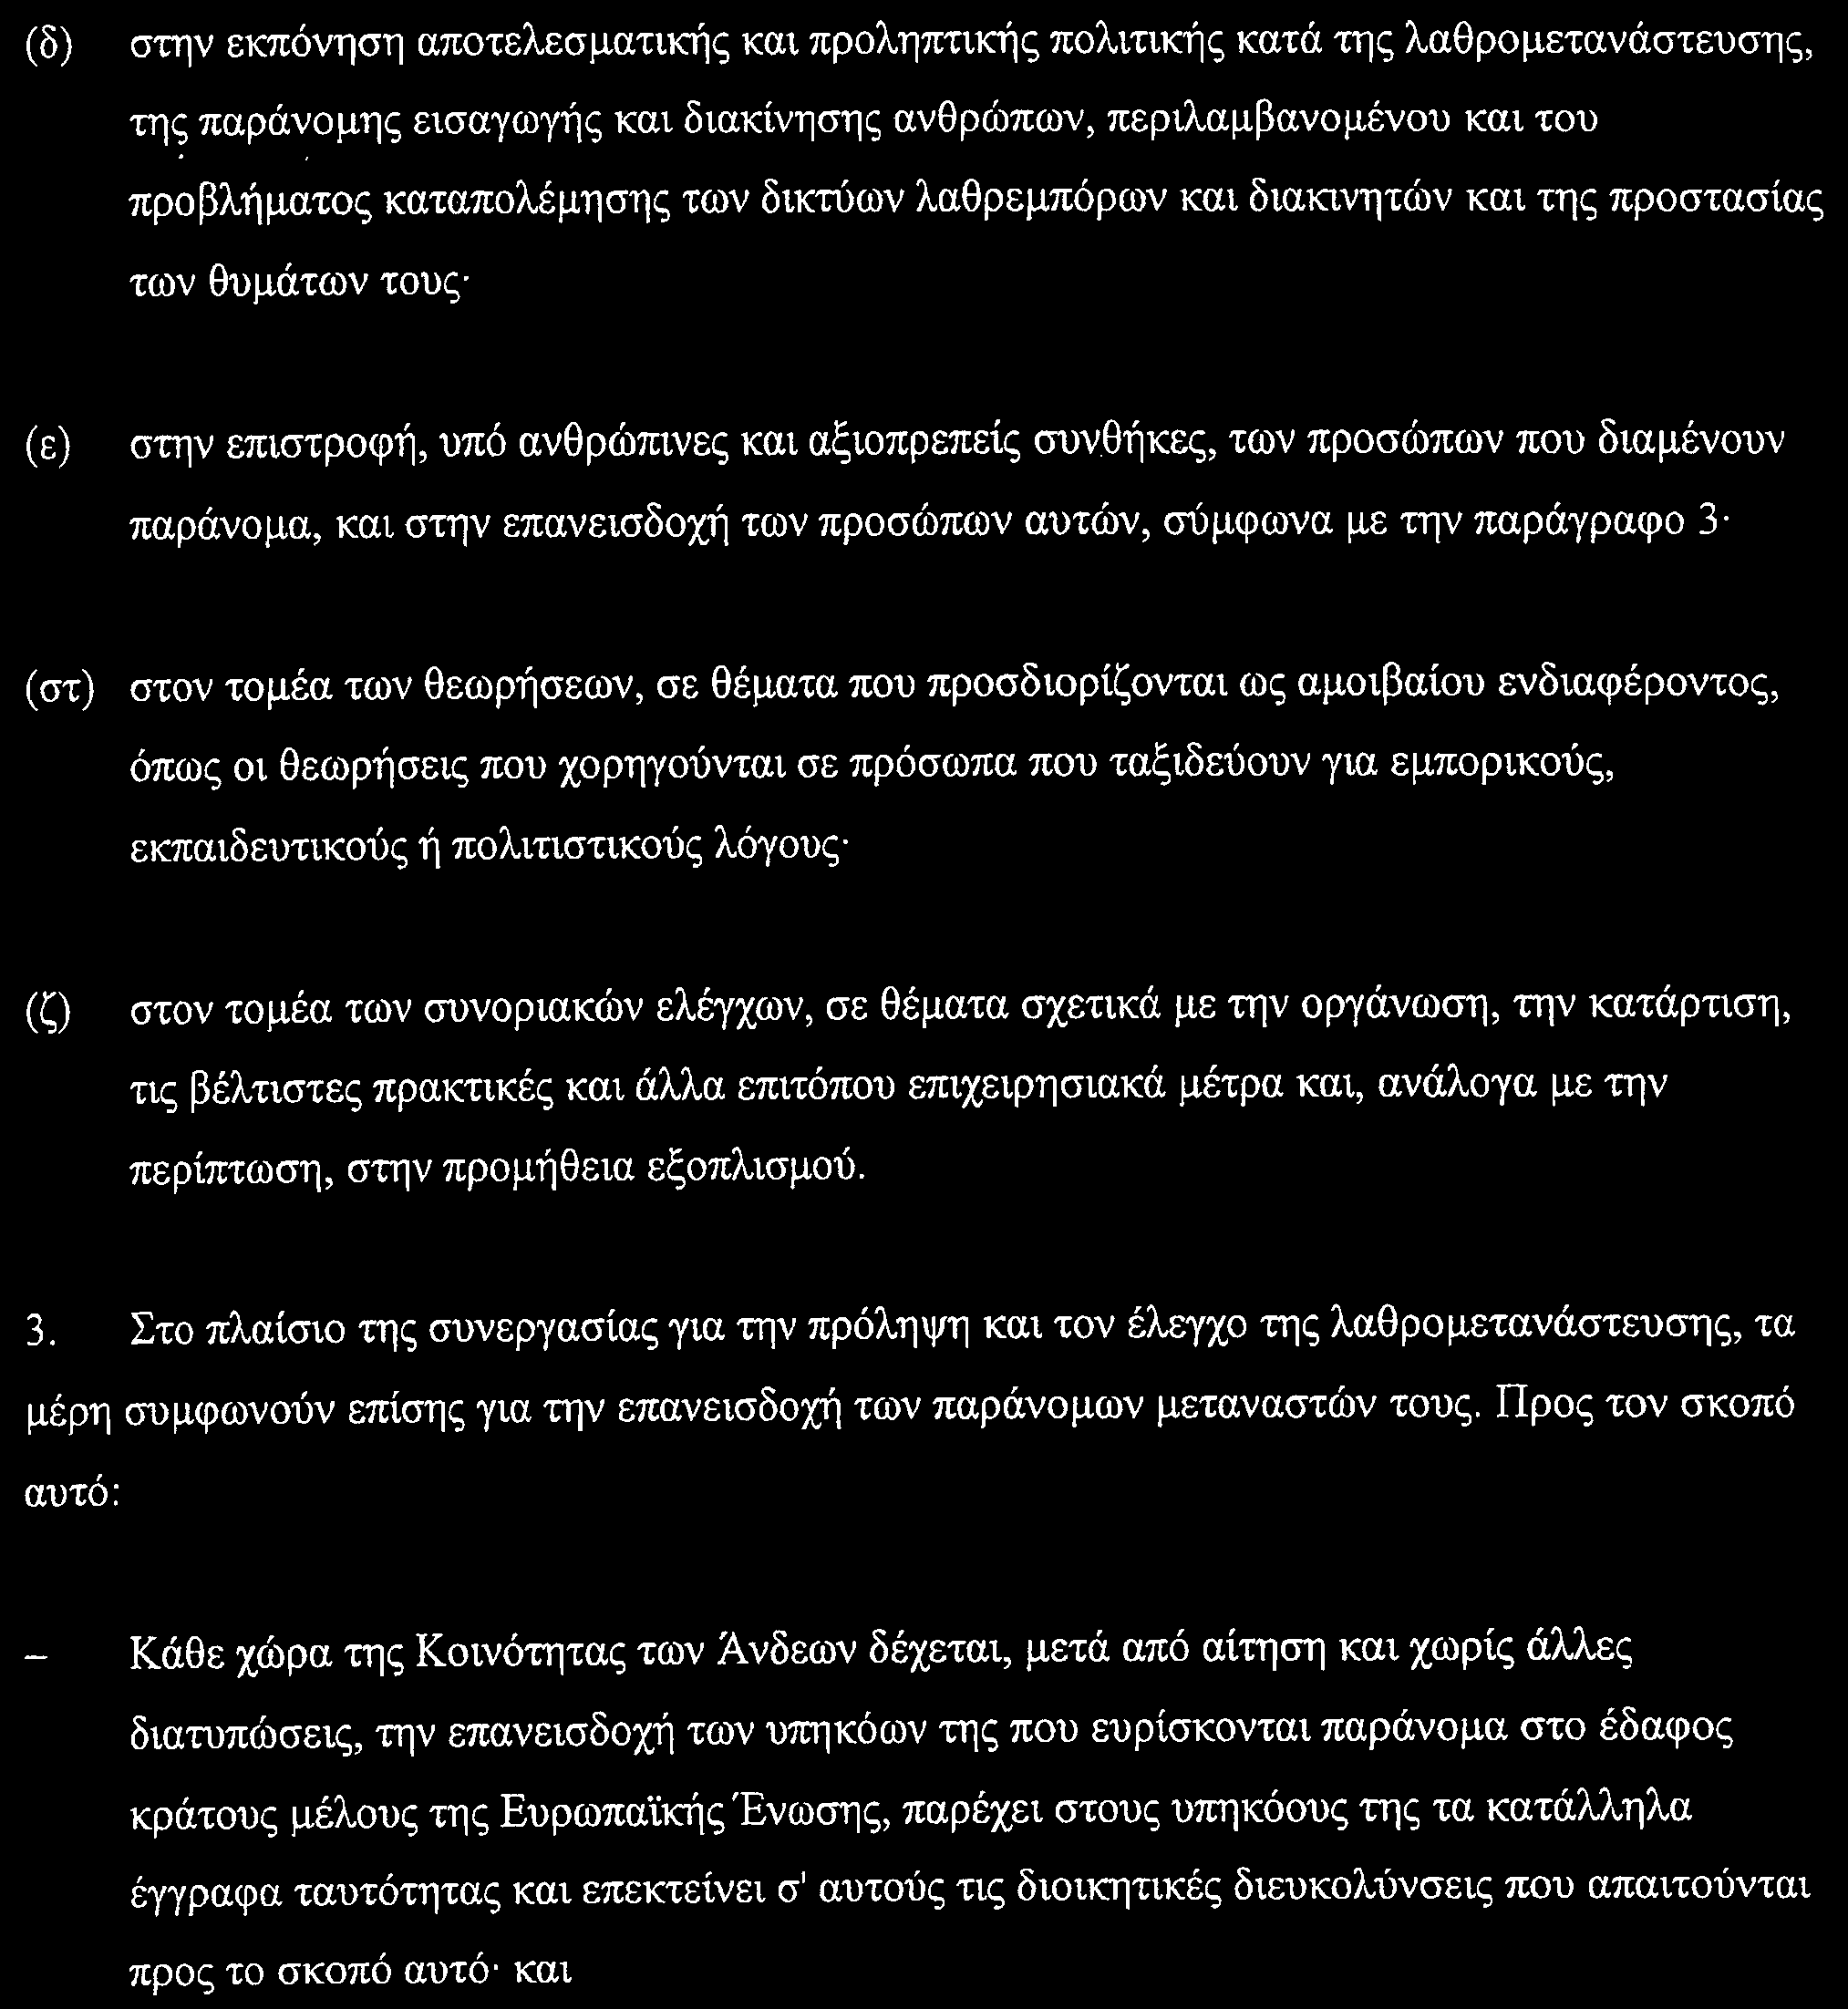 (δ) στην εκπόνηση αποτελεσματικής και προληπτικής πολιτικής κατά της λαθρομετανάστευσης,
της παράνομης εισαγωγής και διακίνησης ανθρώπων, περιλαμβανομένου και του
προβλήματος καταπολέμησης των δικτύων λαθρεμπόρων και διακινητών και της προστασίας
των θυμάτων τους·
(ε) στην επιστροφή, υπό ανθρώπινες και αξιοπρεπείς συνθήκες, των προσώπων που διαμένουν
παράνομα, και στην επανεισδοχή των προσώπων αυτών, σύμφωνα με την παράγραφο 3·
(στ) στον τομέα των θεωρήσεων, σε θέματα που προσδιορίζονται ως αμοιβαίου ενδιαφέροντος,
όπως οι θεωρήσεις που χορηγούνται σε πρόσωπα που ταξιδεύουν για εμπορικούς,
εκπαιδευτικούς ή πολιτιστικούς λόγους·
(ζ) στον τομέα των συνοριακών ελέγχων, σε θέματα σχετικά με την οργάνωση, την κατάρτιση,
τις βέλτιστες πρακτικές και άλλα επιτόπου επιχειρησιακά μέτρα και, ανάλογα με την
περίπτωση, στην προμήθεια εξοπλισμού.
3. Στο πλαίσιο της συνεργασίας για την πρόληψη και τον έλεγχο της λαθρομετανάστευσης, τα
μέρη συμφωνούν επίσης για την επανεισδοχή των παράνομων μεταναστών τους. Προς τον σκοπό
αυτό:
– Κάθε χώρα της Κοινότητας των Άνδεων δέχεται, μετά από αίτηση και χωρίς άλλες
διατυπώσεις, την επανεισδοχή των υπηκόων της που ευρίσκονται παράνομα στο έδαφος
κράτους μέλους της Ευρωπαϊκής Ένωσης, παρέχει στους υπηκόους της τα κατάλληλα
έγγραφα ταυτότητας και επεκτείνει σ' αυτούς τις διοικητικές διευκολύνσεις που απαιτούνται
προς το σκοπό αυτό· και